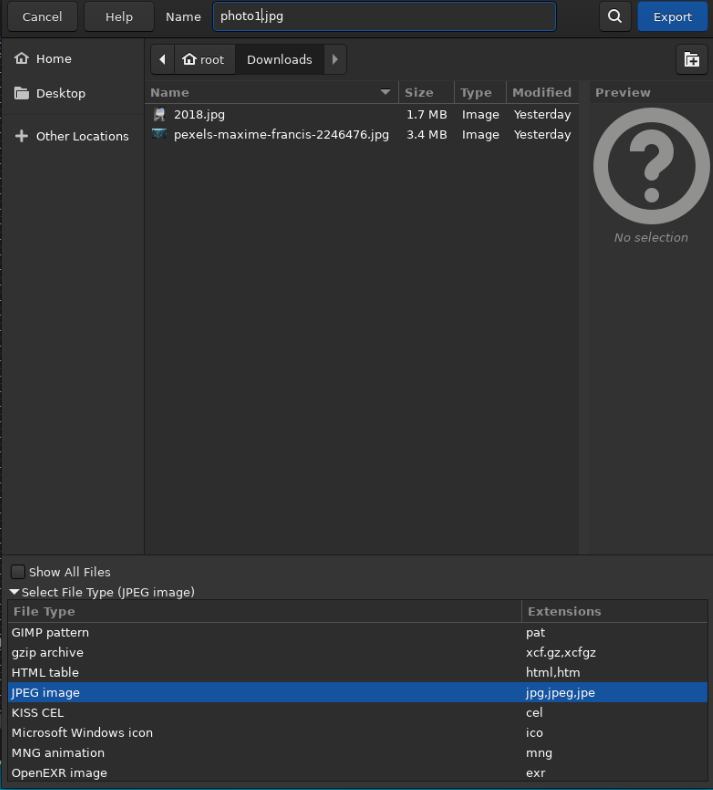 Cancel Help Name photo1.jpg Export
Home
Desktop
Other Locations
root Downloads
Name Size Type Modified
2018.jpg 1.7 MB Image Yesterday
pexels-maxime-francis-2246476.jpg 3.4 MB Image Yesterday
Preview
?
No selection
Show All Files
Select File Type (JPEG image)
File Type Extensions
GIMP pattern pat
gzip archive xcf.gz,xcfgz
HTML table html,htm
JPEG image jpg,jpeg,jpe
KISS CEL cel
Microsoft Windows icon ico
MNG animation mng
OpenEXR image exr